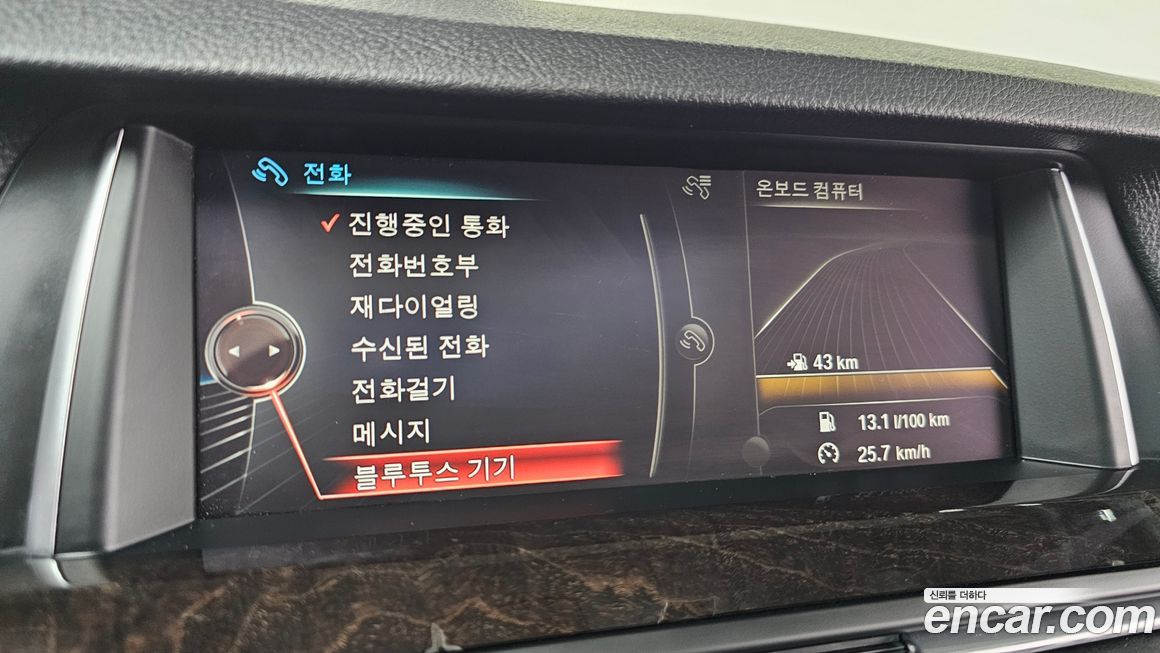 전화
진행중인 통화
전화번호부
재다이얼링
수신된 전화
전화걸기
메시지
블루투스 기기
온보드 컴퓨터
43 km
13.1 l/100 km
25.7 km/h
신뢰를 더하다
encar.com